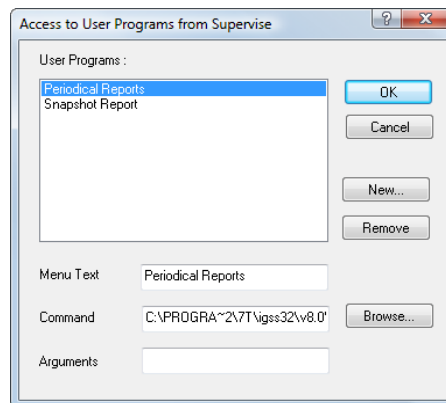 Access to User Programs from Supervise
User Programs :
Periodical Reports
Snapshot Report
OK
Cancel
New...
Remove
Menu Text Periodical Reports
Command C:\PROGRA~2\7T\igss32\v8.0\ Browse...
Arguments